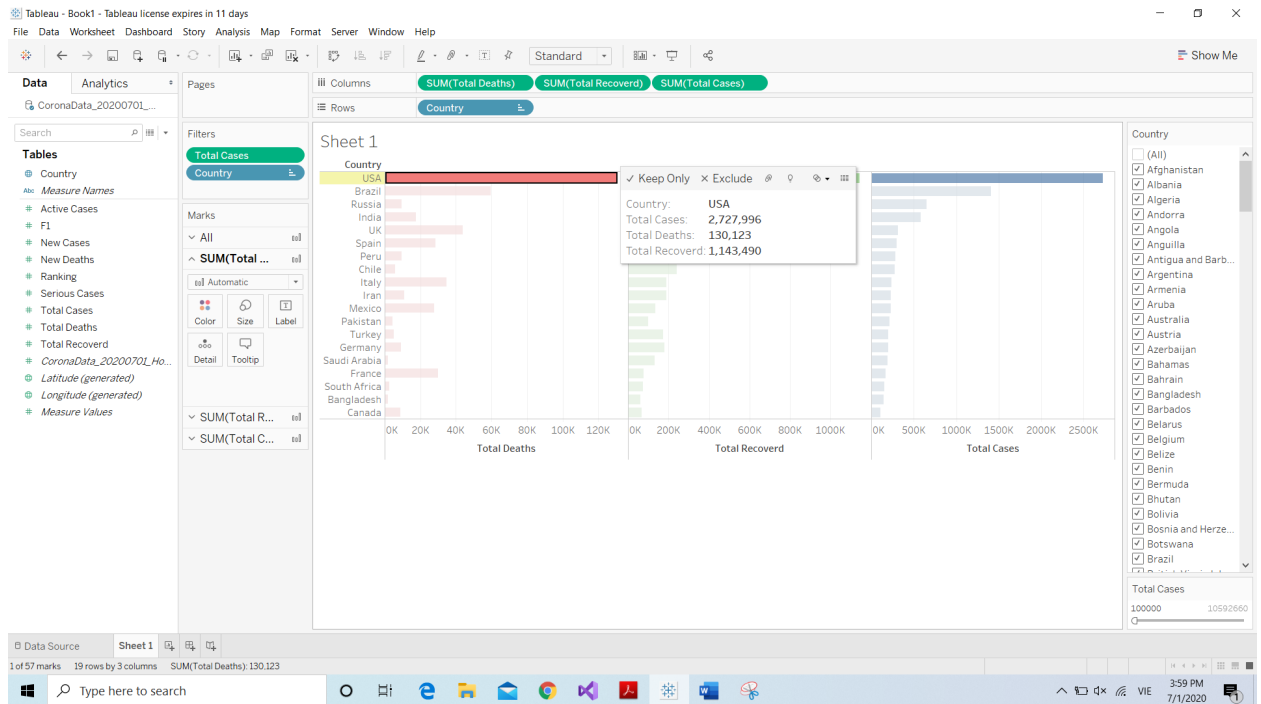 Tableau - Book1 - Tableau license expires in 11 days
File Data Worksheet Dashboard Story Analysis Map Format Server Window Help
Standard
Show Me
Data Analytics
CoronaData_20200701_...
Search
Tables
Country
Abc Measure Names
# Active Cases
# F1
# New Cases
# New Deaths
# Ranking
# Serious Cases
# Total Cases
# Total Deaths
# Total Recoverd
# CoronaData_20200701_Ho...
Latitude (generated)
Longitude (generated)
# Measure Values
Pages
Filters
Total Cases
Country
Marks
All
SUM(Total ...
Automatic
Color Size Label
Detail Tooltip
SUM(Total R...
SUM(Total C...
Columns SUM(Total Deaths) SUM(Total Recoverd) SUM(Total Cases)
Rows Country
Sheet 1
Country
USA
Brazil
Russia
India
UK
Spain
Peru
Chile
Italy
Iran
Mexico
Pakistan
Turkey
Germany
Saudi Arabia
France
South Africa
Bangladesh
Canada
Keep Only Exclude
Country: USA
Total Cases: 2,727,996
Total Deaths: 130,123
Total Recoverd: 1,143,490
0K 20K 40K 60K 80K 100K 120K
Total Deaths
0K 200K 400K 600K 800K 1000K
Total Recoverd
0K 500K 1000K 1500K 2000K 2500K
Total Cases
Country
(All)
Afghanistan
Albania
Algeria
Andorra
Angola
Anguilla
Antigua and Barb...
Argentina
Armenia
Aruba
Australia
Austria
Azerbaijan
Bahamas
Bahrain
Bangladesh
Barbados
Belarus
Belgium
Belize
Benin
Bermuda
Bhutan
Bolivia
Bosnia and Herze...
Botswana
Brazil
Total Cases
100000 10592660
Data Source Sheet 1
1 of 57 marks 19 rows by 3 columns SUM(Total Deaths): 130.123
Type here to search
VIE
3:59 PM
7/1/2020
1